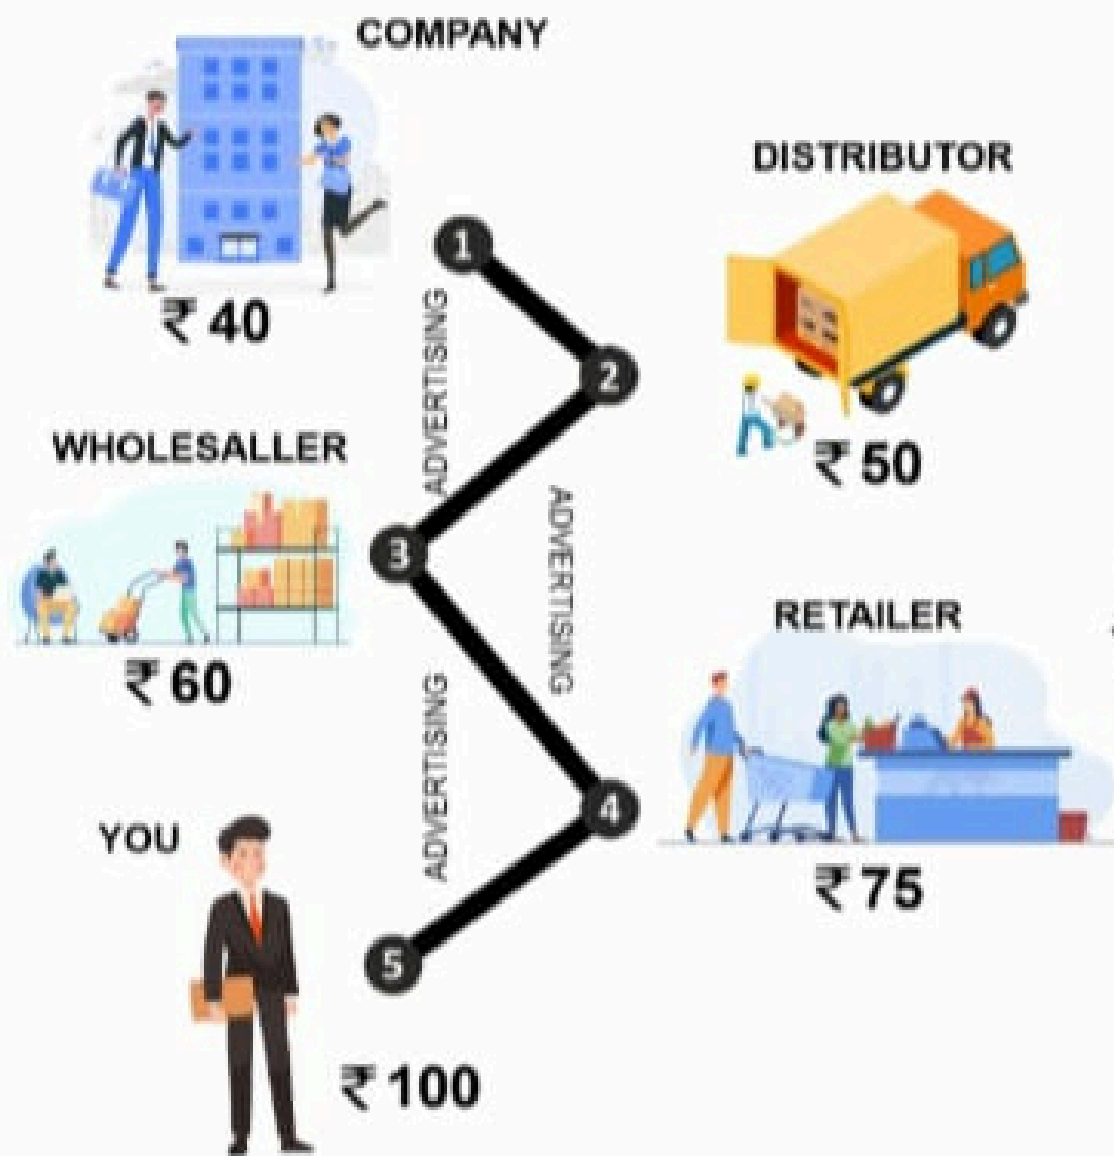 COMPANY
₹ 40
1
DISTRIBUTOR
₹ 50
2
ADVERTISING
WHOLESALLER
₹ 60
3
ADVERTISING
RETAILER
₹ 75
4
ADVERTISING
YOU
₹ 100
5